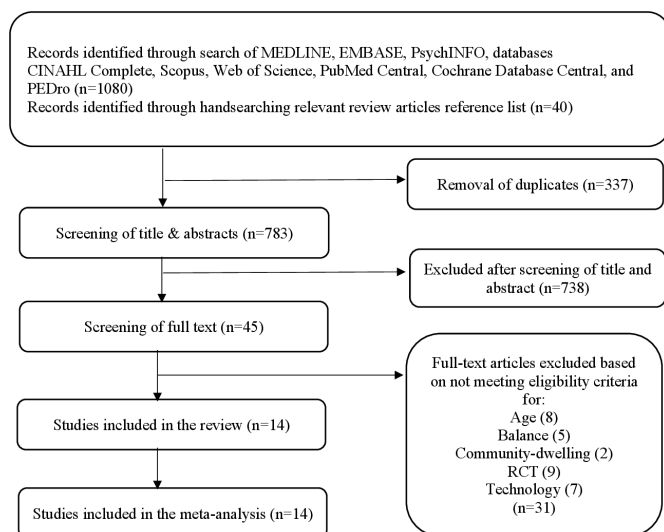 Records identified through search of MEDLINE, EMBASE, PsychINFO, databases
CINAHL Complete, Scopus, Web of Science, PubMed Central, Cochrane Database Central, and
PEDro (n=1080)
Records identified through handsearching relevant review articles reference list (n=40)
Removal of duplicates (n=337)
Screening of title & abstracts (n=783)
Excluded after screening of title and
abstract (n=738)
Screening of full text (n=45)
Full-text articles excluded based
on not meeting eligibility criteria
for:
Age (8)
Balance (5)
Community-dwelling (2)
RCT (9)
Technology (7)
(n=31)
Studies included in the review (n=14)
Studies included in the meta-analysis (n=14)